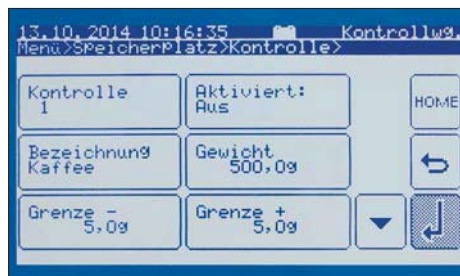 13.10.2014 10:16:35 Kontrollwg.
Menü>Speicherplatz>Kontrolle>
Kontrolle
1
Aktiviert:
Aus
HOME
Bezeichnung
Kaffee
Gewicht
500,0g
Grenze -
5,0g
Grenze +
5,0g